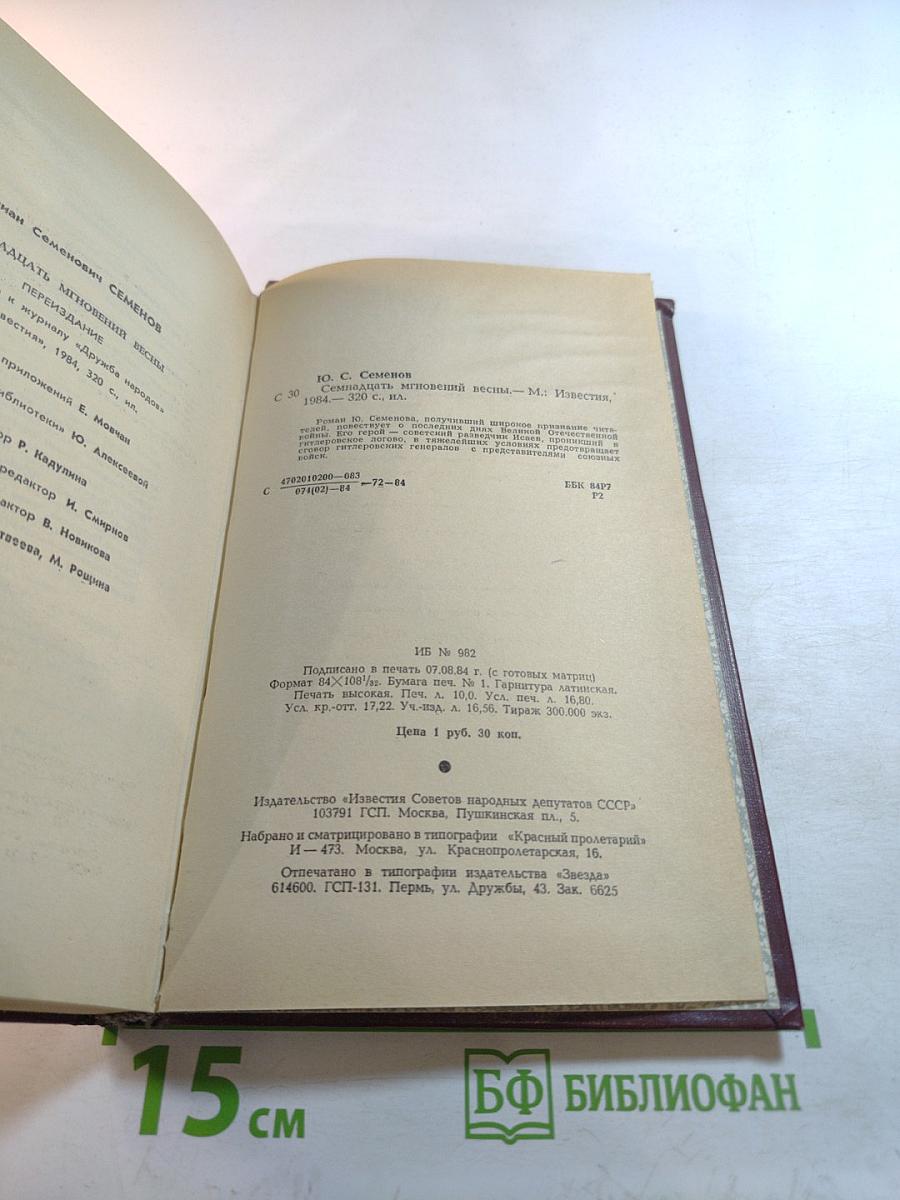 Семенович СЕМЕНОВ
МГНОВЕНИЙ ВЕСНЫ
ПЕРЕИЗДАНИЕ
к журналу «Дружба народов»
1984, 320 с., ил.
приложений Е. Мовчан
Ю. Алексеевой
Р. Кадулина
редактор И. Смирнов
В. Новикова
М. Рощина
Ю. С. Семенов
С 30 Семнадцать мгновений весны.— М.: Известия,
1984.— 320 с., ил.
Роман Ю. Семенова, получивший широкое признание чита-
телей, повествует о последних днях Великой Отечественной
войны. Его герой — советский разведчик Исаев, проникший в
гитлеровское логово, в тяжелейших условиях предотвращает
сговор гитлеровских генералов с представителями союзных
войск.
4702010200—083
С —72—84 ББК 84Р7
074(02)—84 Р2
ИБ № 982
Подписано в печать 07.08.84 г. (с готовых матриц)
Формат 84×108¹/₃₂. Бумага печ. № 1. Гарнитура латинская.
Печать высокая. Печ. л. 10,0. Усл. печ. л. 16,80.
Усл. кр.-отт. 17,22. Уч.-изд. л. 16,56. Тираж 300.000 экз.
Цена 1 руб. 30 коп.
Издательство «Известия Советов народных депутатов СССР»
103791 ГСП. Москва, Пушкинская пл., 5.
Набрано и сматрицировано в типографии «Красный пролетарий»
И — 473. Москва, ул. Краснопролетарская, 16.
Отпечатано в типографии издательства «Звезда»
614600. ГСП-131. Пермь, ул. Дружбы, 43. Зак. 6625
15 см
БФ БИБЛИОФАН